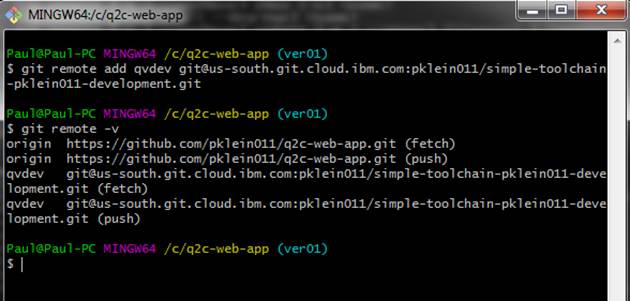 MINGW64:/c/q2c-web-app
Paul@Paul-PC MINGW64 /c/q2c-web-app (ver01)
$ git remote add qvdev git@us-south.git.cloud.ibm.com:pklein011/simple-toolchain
-pklein011-development.git
Paul@Paul-PC MINGW64 /c/q2c-web-app (ver01)
$ git remote -v
origin  https://github.com/pklein011/q2c-web-app.git (fetch)
origin  https://github.com/pklein011/q2c-web-app.git (push)
qvdev   git@us-south.git.cloud.ibm.com:pklein011/simple-toolchain-pklein011-deve
lopment.git (fetch)
qvdev   git@us-south.git.cloud.ibm.com:pklein011/simple-toolchain-pklein011-deve
lopment.git (push)
Paul@Paul-PC MINGW64 /c/q2c-web-app (ver01)
$